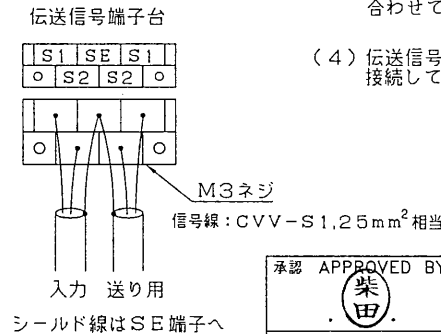 伝送信号端子台
合わせて
S1 SE S1
S2 S2
(4)伝送信号
接続して
M3ネジ
信号線：CVV-S1,25mm²相当
入力 送り用
シールド線はSE端子へ
承認 APPROVED BY
柴田